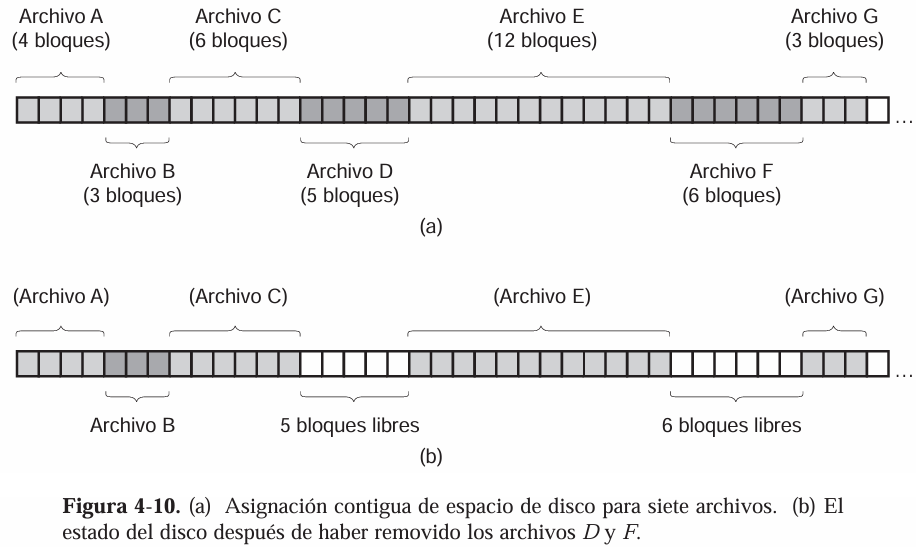 Archivo A Archivo C Archivo E Archivo G
(4 bloques) (6 bloques) (12 bloques) (3 bloques)
...
Archivo B Archivo D Archivo F
(3 bloques) (5 bloques) (6 bloques)
(a)
(Archivo A) (Archivo C) (Archivo E) (Archivo G)
...
Archivo B 5 bloques libres 6 bloques libres
(b)
Figura 4-10. (a) Asignación contigua de espacio de disco para siete archivos. (b) El
estado del disco después de haber removido los archivos D y F.